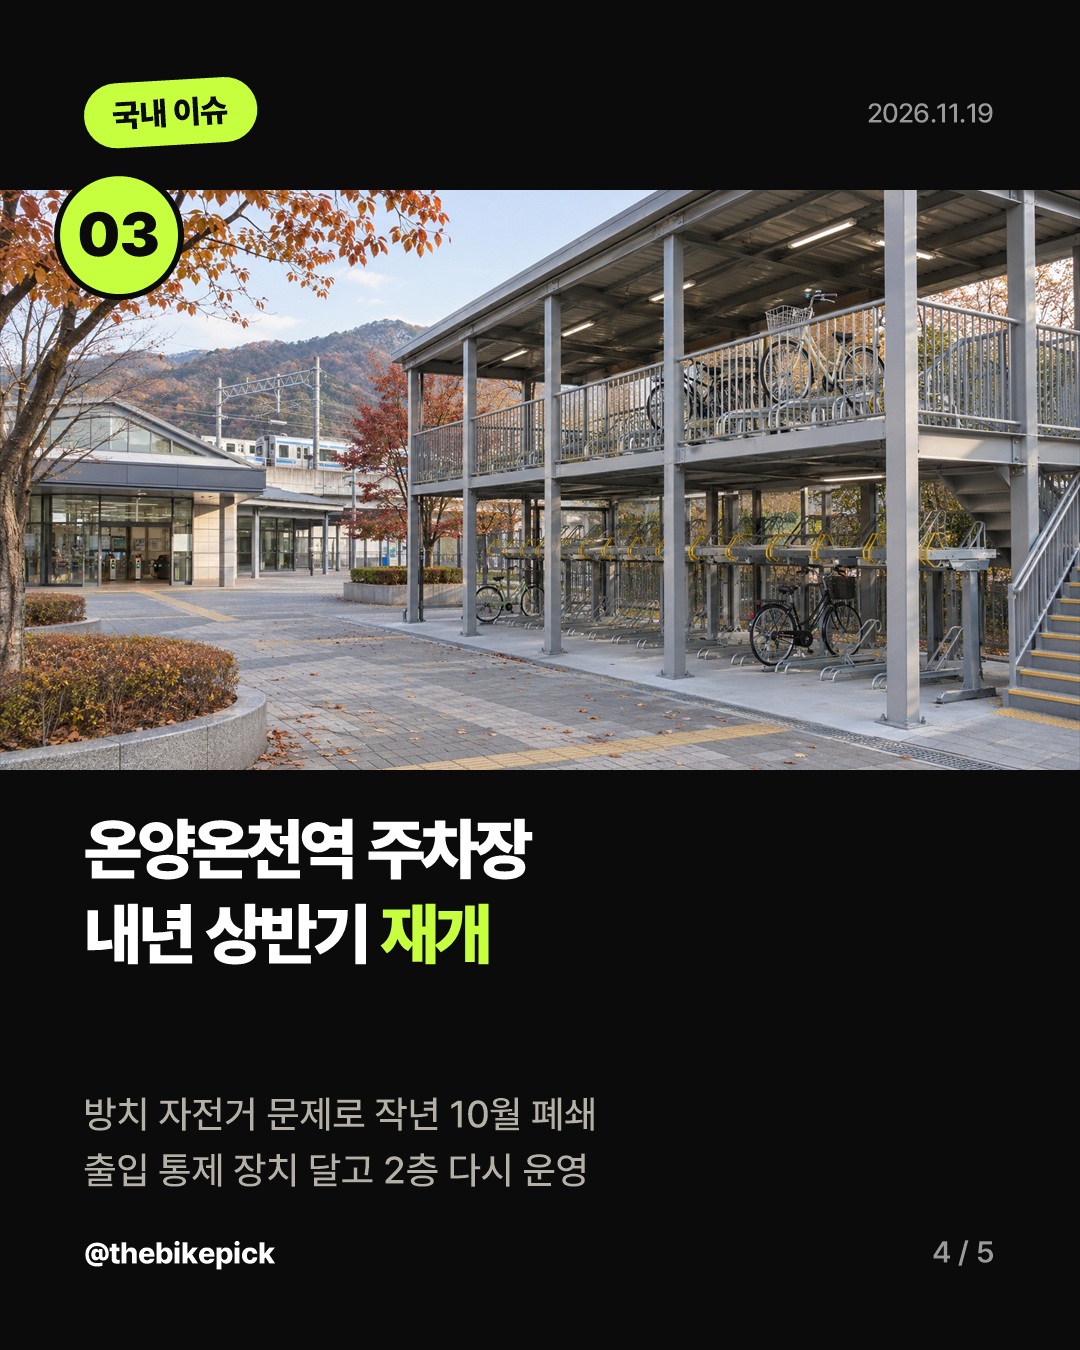 국내 이슈
2026.11.19
03
온양온천역 주차장
내년 상반기 재개
방치 자전거 문제로 작년 10월 폐쇄
출입 통제 장치 달고 2층 다시 운영
@thebikepick
4 / 5